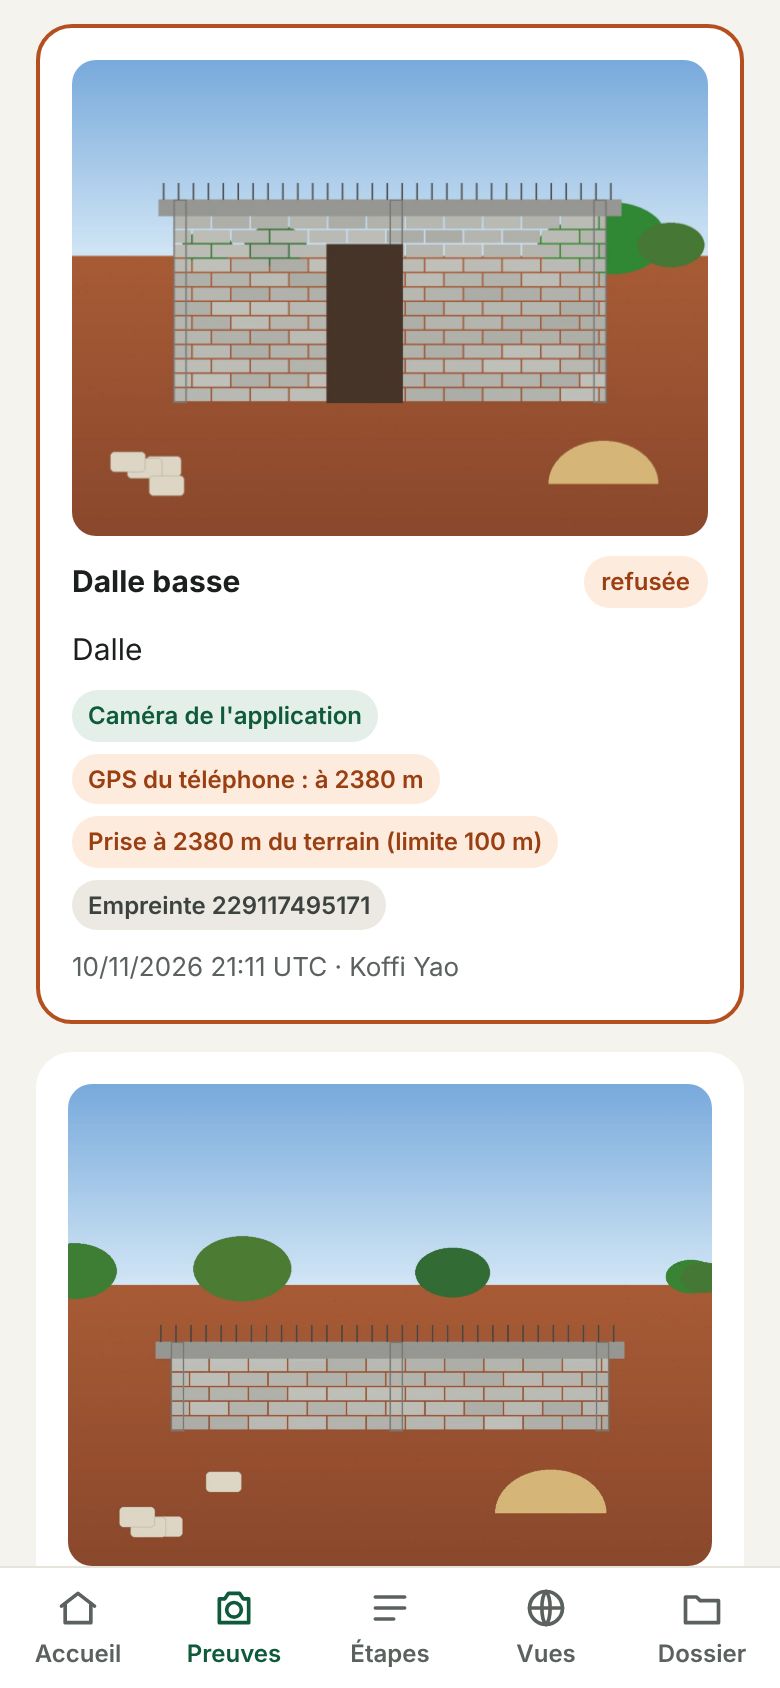 Dalle basse
refusée
Dalle
Caméra de l'application
GPS du téléphone : à 2380 m
Prise à 2380 m du terrain (limite 100 m)
Empreinte 229117495171
10/11/2026 21:11 UTC · Koffi Yao
Accueil
Preuves
Étapes
Vues
Dossier